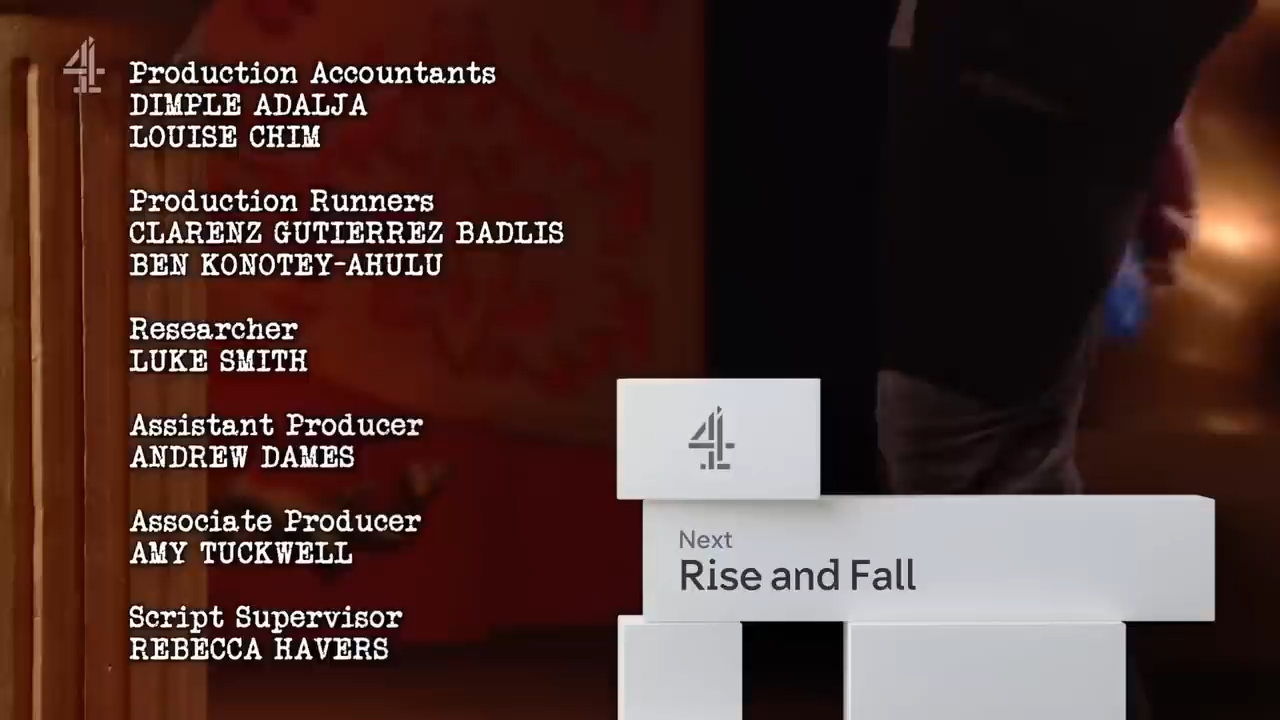 Production Accountants
DIMPLE ADALJA
LOUISE CHIM
Production Runners
CLARENZ GUTIERREZ BADLIS
BEN KONOTEY-AHULU
Researcher
LUKE SMITH
Assistant Producer
ANDREW DAMES
Associate Producer
AMY TUCKWELL
Script Supervisor
REBECCA HAVERS
4
Next
Rise and Fall